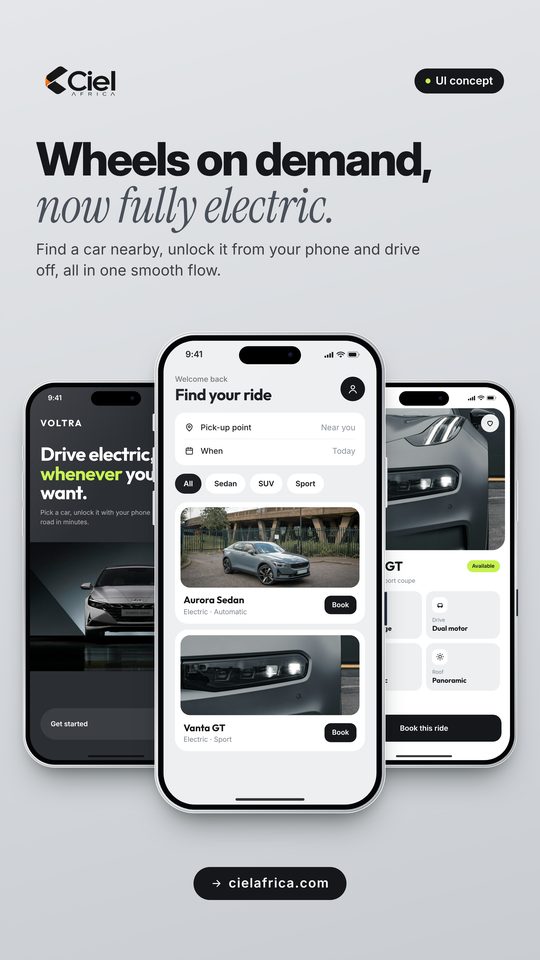 Ciel
AFRICA
UI concept
Wheels on demand,
now fully electric.
Find a car nearby, unlock it from your phone and drive
off, all in one smooth flow.
9:41
VOLTRA
Drive electric,
whenever you
want.
Pick a car, unlock it with your phone
road in minutes.
Get started
9:41
Welcome back
Find your ride
Pick-up point
Near you
When
Today
All
Sedan
SUV
Sport
Aurora Sedan
Electric · Automatic
Book
Vanta GT
Electric · Sport
Book
GT
Available
coupe
Drive
Dual motor
Roof
Panoramic
Book this ride
→ cielafrica.com